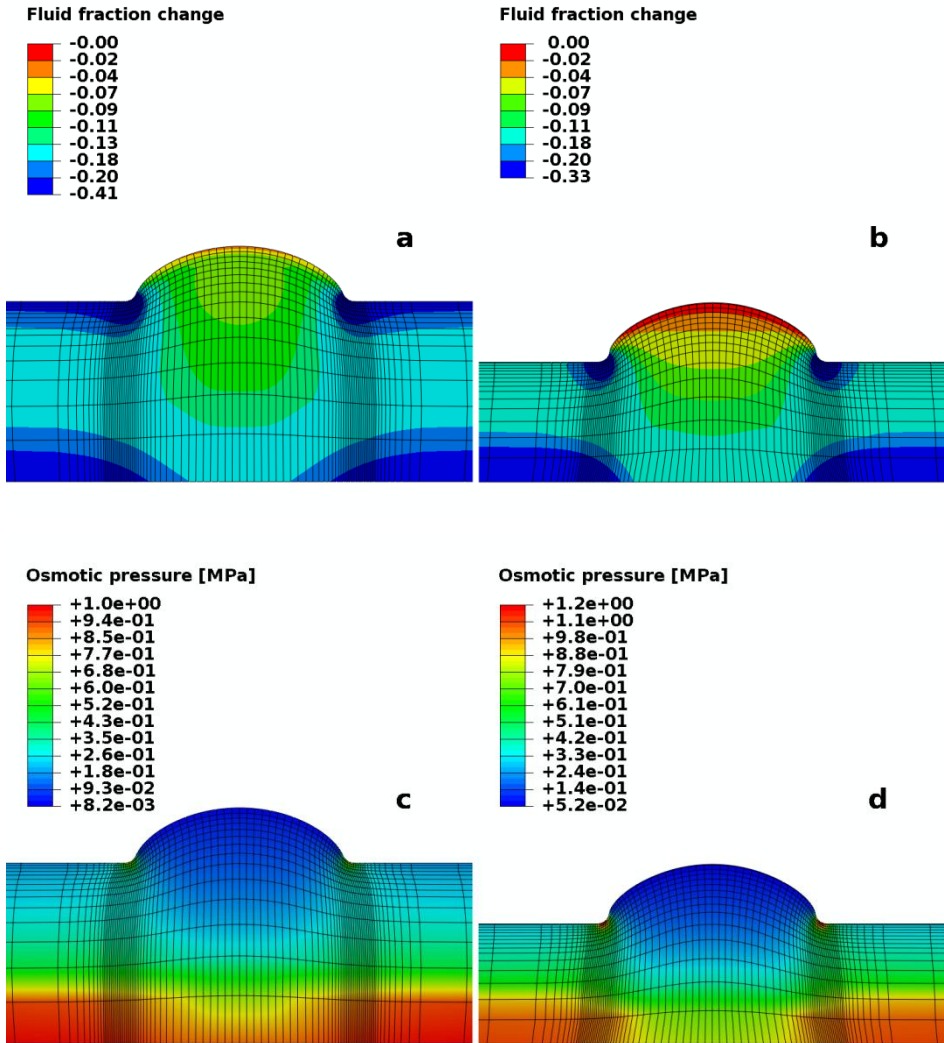 Fluid fraction change
-0.00
-0.02
-0.04
-0.07
-0.09
-0.11
-0.13
-0.18
-0.20
-0.41
a
Fluid fraction change
0.00
-0.02
-0.04
-0.07
-0.09
-0.11
-0.18
-0.20
-0.33
b
Osmotic pressure [MPa]
+1.0e+00
+9.4e-01
+8.5e-01
+7.7e-01
+6.8e-01
+6.0e-01
+5.2e-01
+4.3e-01
+3.5e-01
+2.6e-01
+1.8e-01
+9.3e-02
+8.2e-03
c
Osmotic pressure [MPa]
+1.2e+00
+1.1e+00
+9.8e-01
+8.8e-01
+7.9e-01
+7.0e-01
+6.1e-01
+5.1e-01
+4.2e-01
+3.3e-01
+2.4e-01
+1.4e-01
+5.2e-02
d